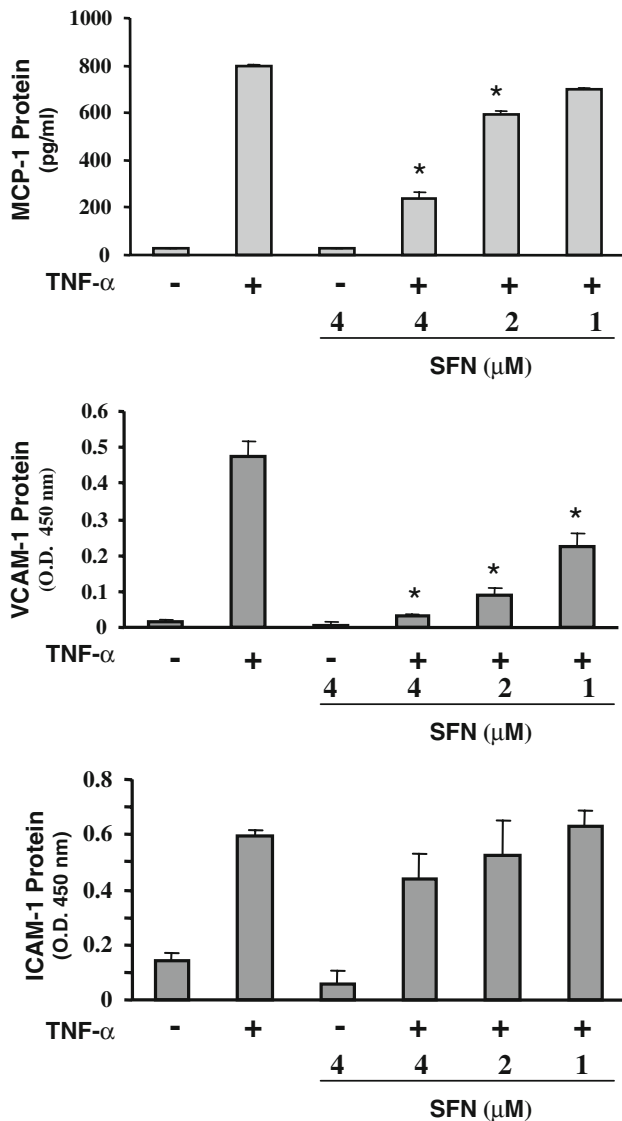 MCP-1 Protein
(pg/ml)
1000
800
600
400
200
0
* *
TNF-α - + - + + +
4 4 2 1
SFN (μM)
VCAM-1 Protein
(O.D. 450 nm)
0.6
0.5
0.4
0.3
0.2
0.1
0
* * *
TNF-α - + - + + +
4 4 2 1
SFN (μM)
ICAM-1 Protein
(O.D. 450 nm)
0.8
0.6
0.4
0.2
0
TNF-α - + - + + +
4 4 2 1
SFN (μM)